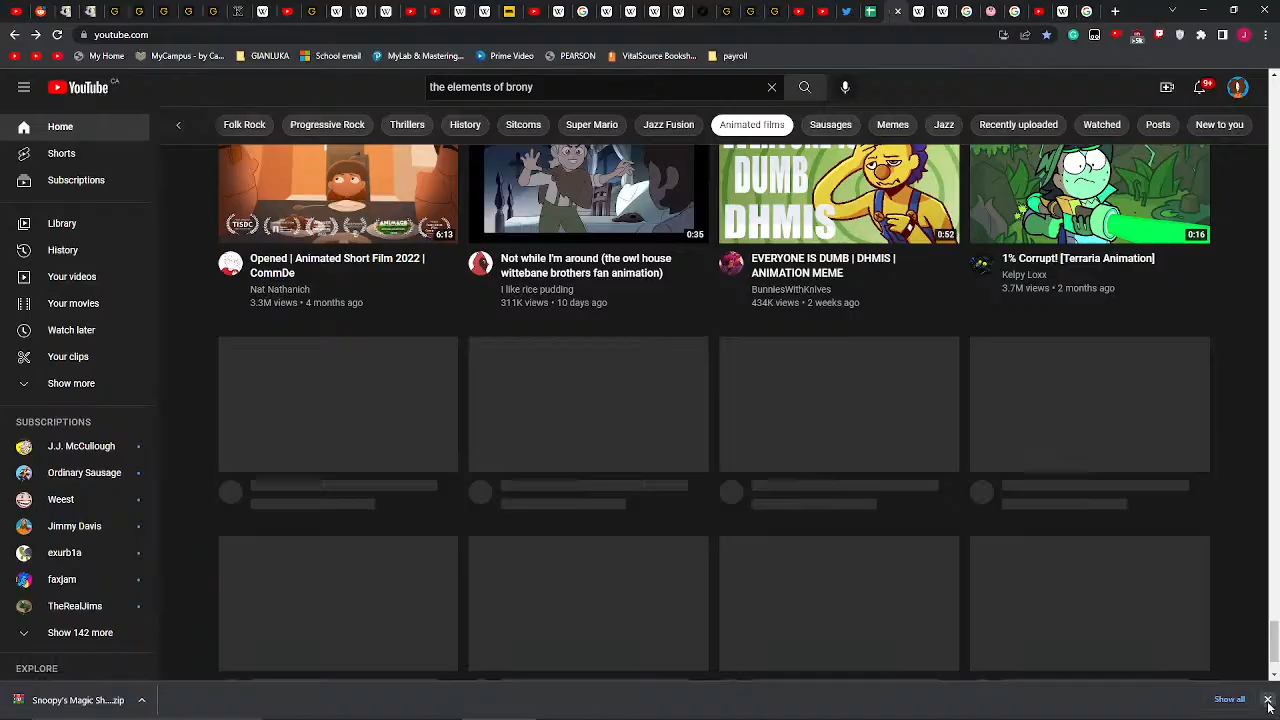 youtube.com
My Home
MyCampus - by Ca...
GIANLUKA
School email
MyLab & Mastering...
Prime Video
PEARSON
VitalSource Booksh...
payroll
YouTube CA
the elements of brony
9+
Home
Folk Rock
Progressive Rock
Thrillers
History
Sitcoms
Super Mario
Jazz Fusion
Animated films
Sausages
Memes
Jazz
Recently uploaded
Watched
Posts
New to you
Shorts
Subscriptions
Library
History
Your videos
Your movies
Watch later
Your clips
Show more
SUBSCRIPTIONS
J.J. McCullough
Ordinary Sausage
Weest
Jimmy Davis
exurb1a
faxjam
TheRealJims
Show 142 more
EXPLORE
6:13
Opened | Animated Short Film 2022 |
CommDe
Nat Nathanich
3.3M views • 4 months ago
0:35
Not while I'm around (the owl house
wittebane brothers fan animation)
I like rice pudding
311K views • 10 days ago
DUMB
DHMIS
0:52
EVERYONE IS DUMB | DHMIS |
ANIMATION MEME
BunniesWithKnives
434K views • 2 weeks ago
0:16
1% Corrupt! [Terraria Animation]
Kelpy Loxx
3.7M views • 2 months ago
Snoopy's Magic Sh....zip
Show all